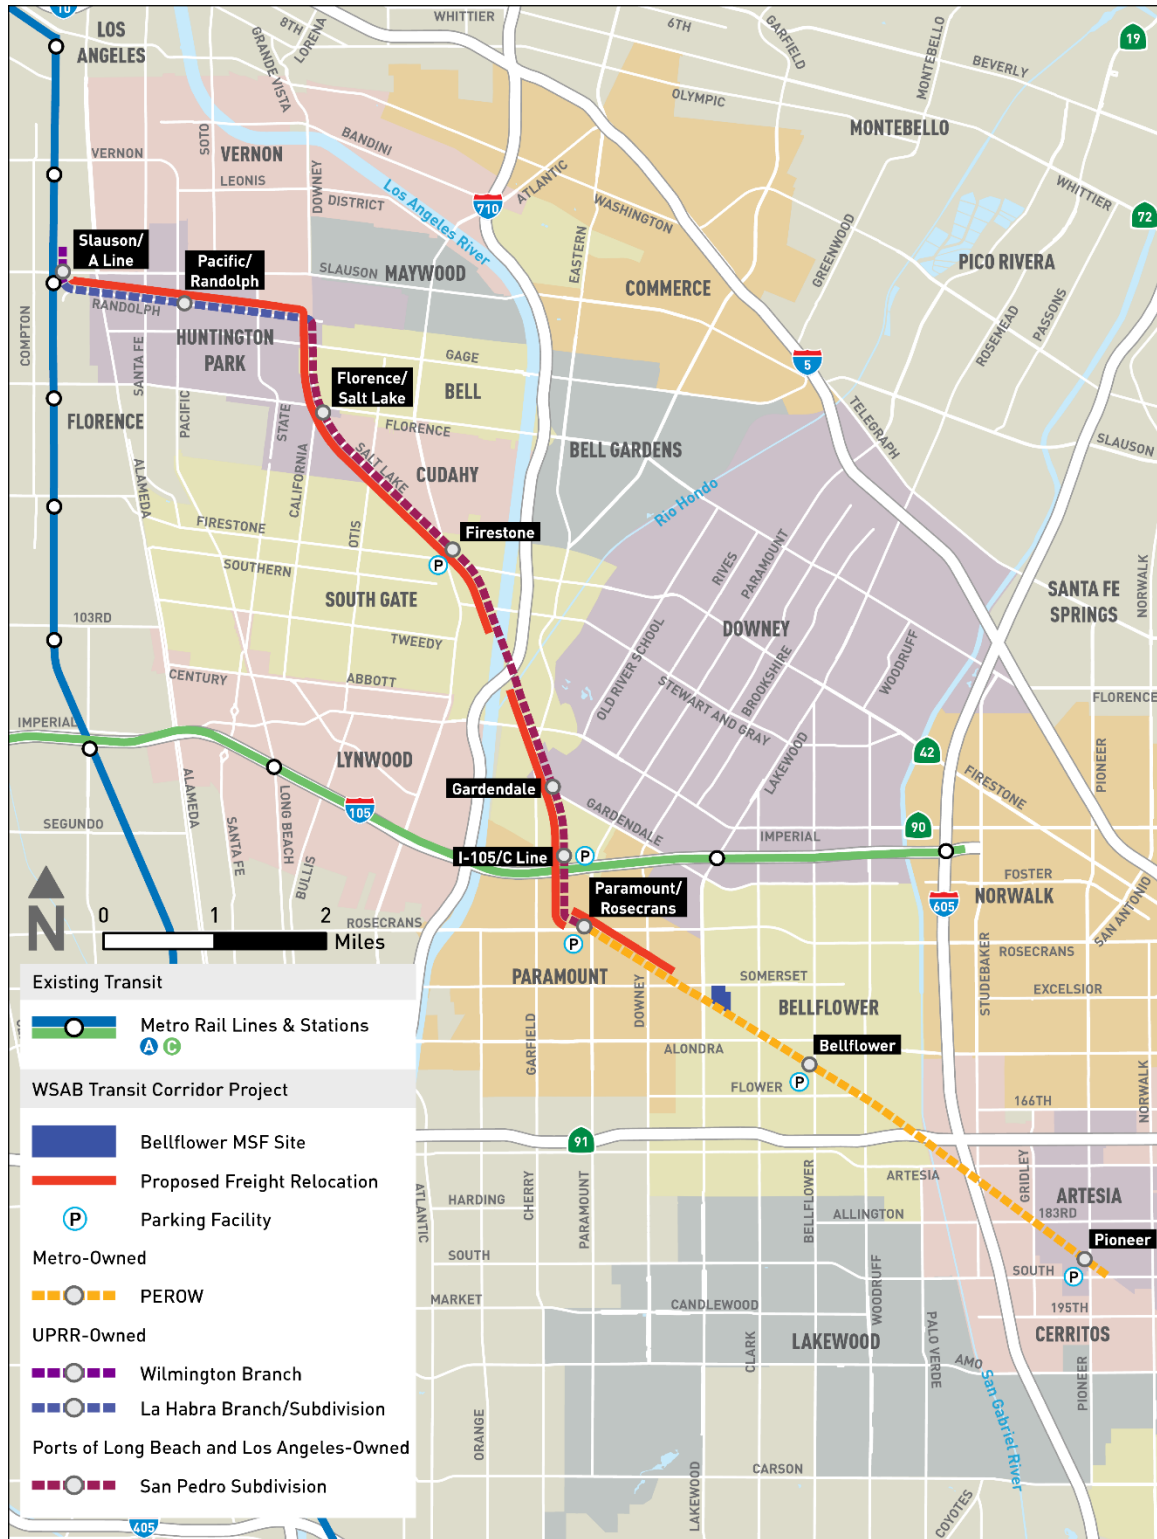 10
LOS
ANGELES
8TH
LORENA
GRANDE VISTA
WHITTIER
6TH
GARFIELD
MONTEBELLO
19
BEVERLY
OLYMPIC
MONTEBELLO
SOTO
VERNON
VERNON
LEONIS
DOWNEY
BANDINI
DISTRICT
Los Angeles River
710
ATLANTIC
WASHINGTON
EASTERN
GREENWOOD
WHITTIER
72
Slauson/
A Line
Pacific/
Randolph
SLAUSON
MAYWOOD
COMMERCE
PICO RIVERA
ROSEMEAD
PASSONS
COMPTON
RANDOLPH
HUNTINGTON
PARK
SANTA FE
PACIFIC
GAGE
5
Florence/
Salt Lake
BELL
FLORENCE
STATE
FLORENCE
TELEGRAPH
SLAUSON
BELL GARDENS
SALT LAKE
CUDAHY
ALAMEDA
CALIFORNIA
Rio Hondo
FIRESTONE
OTIS
Firestone
P
SOUTHERN
RIVES
PARAMOUNT
NORWALK
SOUTH GATE
SANTA FE
SPRINGS
103RD
TWEEDY
DOWNEY
OLD RIVER SCHOOL
BROOKSHIRE
WOODRUFF
CENTURY
ABBOTT
STEWART AND GRAY
FLORENCE
IMPERIAL
LYNWOOD
LAKEWOOD
42
PIONEER
FIRESTONE
Gardendale
ALAMEDA
LONG BEACH
105
GARDENDALE
SEGUNDO
SANTA FE
BULLIS
IMPERIAL
90
I-105/C Line
P
FOSTER
Paramount/
Rosecrans
605
NORWALK
SAN ANTONIO
N
0
1
2
Miles
ROSECRANS
P
STUDEBAKER
ROSECRANS
PARAMOUNT
DOWNEY
SOMERSET
EXCELSIOR
BELLFLOWER
GARFIELD
ALONDRA
Bellflower
FLOWER
P
166TH
NORWALK
91
ARTESIA
GRIDLEY
ATLANTIC
HARDING
CHERRY
PARAMOUNT
BELLFLOWER
ALLINGTON
ARTESIA
183RD
SOUTH
Pioneer
SOUTH
P
MARKET
CANDLEWOOD
WOODRUFF
195TH
CLARK
LAKEWOOD
PALO VERDE
CERRITOS
AMO
PIONEER
San Gabriel River
ORANGE
CARSON
LAKEWOOD
COYOTES
405
Existing Transit
Metro Rail Lines & Stations
A C
WSAB Transit Corridor Project
Bellflower MSF Site
Proposed Freight Relocation
P Parking Facility
Metro-Owned
PEROW
UPRR-Owned
Wilmington Branch
La Habra Branch/Subdivision
Ports of Long Beach and Los Angeles-Owned
San Pedro Subdivision